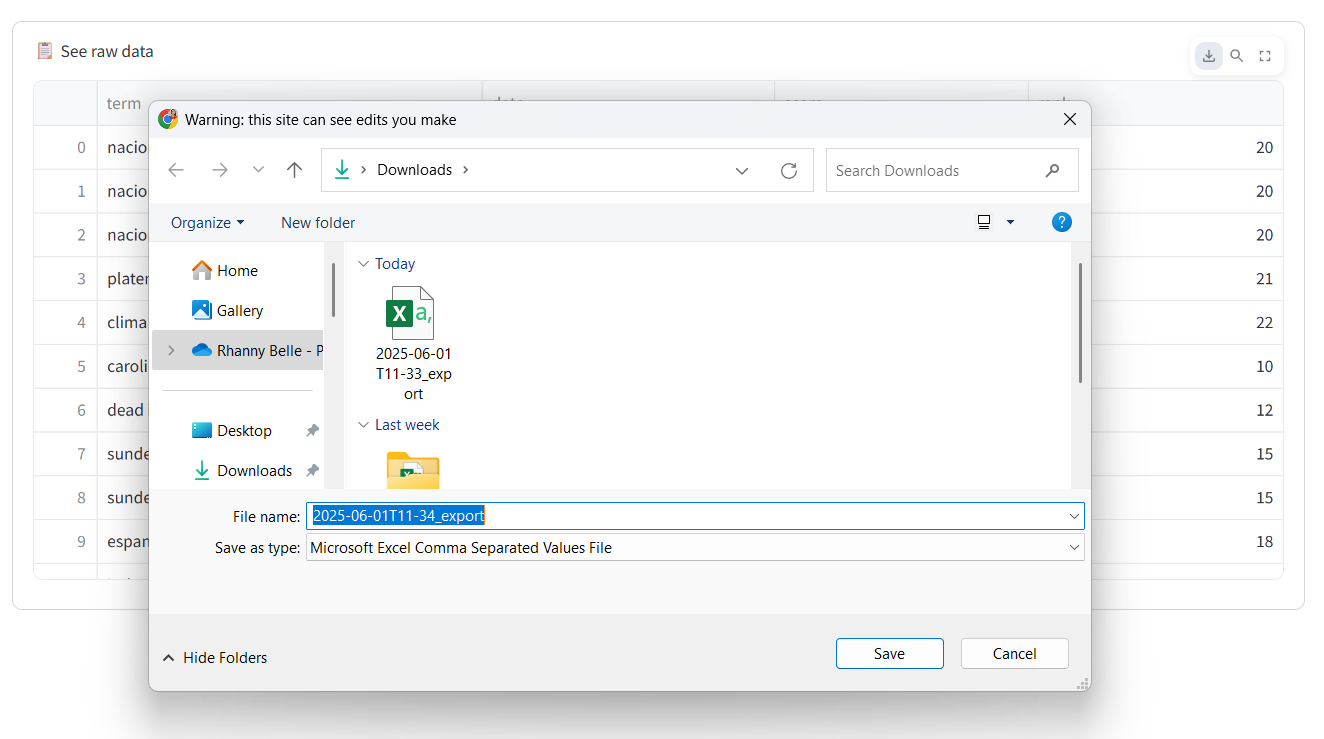 See raw data
term
Warning: this site can see edits you make
0 nacio 20
1 nacio 20
2 nacio 20
3 plater 21
4 clima 22
5 caroli 10
6 dead 12
7 sunde 15
8 sunde 15
9 espan 18
Downloads
Search Downloads
Organize
New folder
?
Home
Gallery
Rhanny Belle - P
Desktop
Downloads
Today
X a,
2025-06-01
T11-33_exp
ort
Last week
File name: 2025-06-01T11-34_export
Save as type: Microsoft Excel Comma Separated Values File
Hide Folders
Save
Cancel